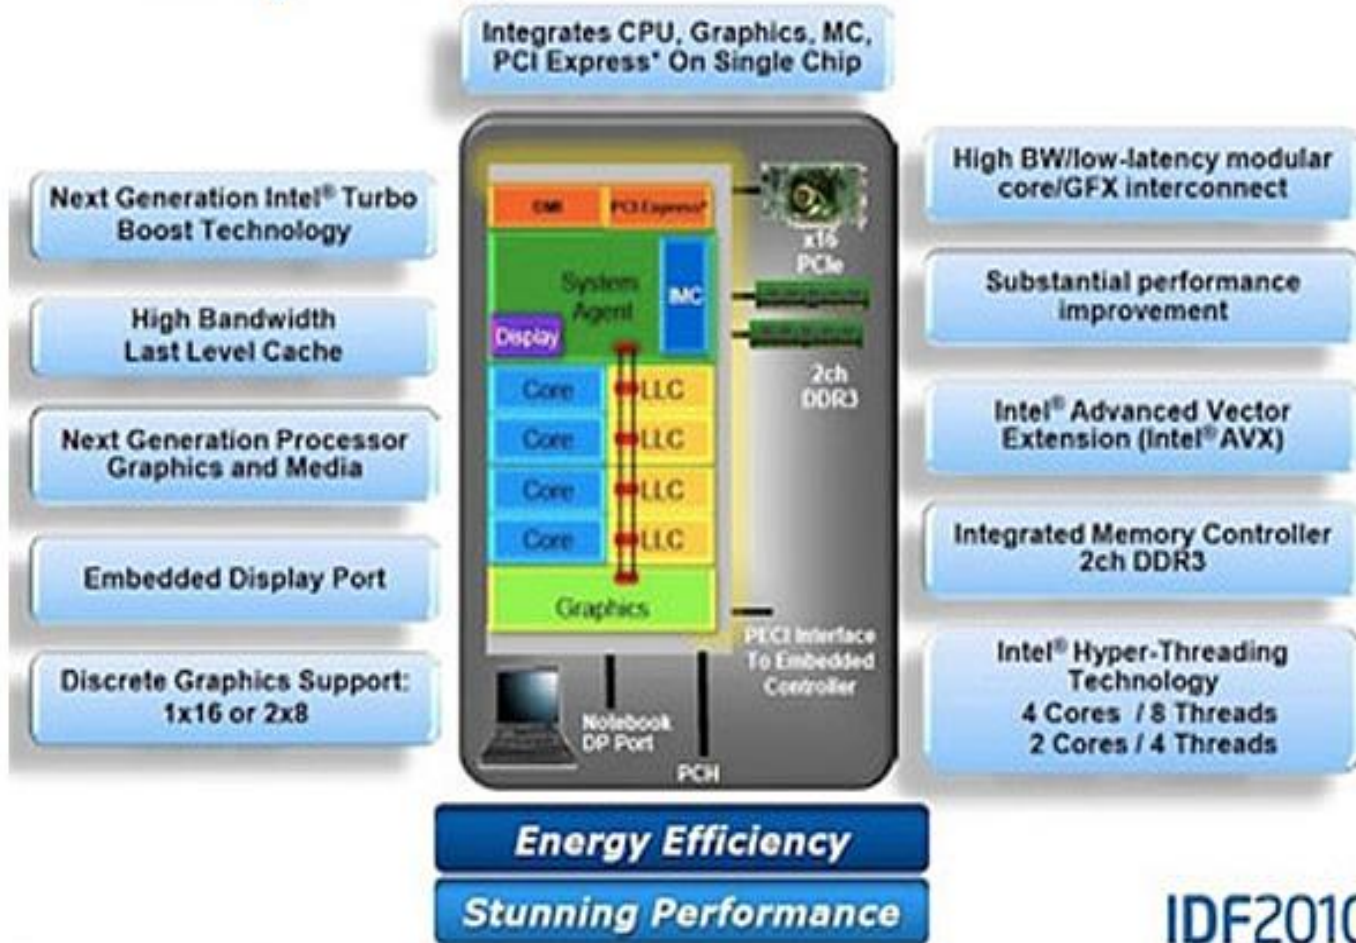 Integrates CPU, Graphics, MC,
PCI Express* On Single Chip
Next Generation Intel® Turbo
Boost Technology
High Bandwidth
Last Level Cache
Next Generation Processor
Graphics and Media
Embedded Display Port
Discrete Graphics Support:
1x16 or 2x8
DMI
PCI Express*
System
Agent
IMC
Display
Core
LLC
Core
LLC
Core
LLC
Core
LLC
Graphics
x16
PCIe
2ch
DDR3
PECI Interface
To Embedded
Controller
Notebook
DP Port
PCH
High BW/low-latency modular
core/GFX interconnect
Substantial performance
improvement
Intel® Advanced Vector
Extension (Intel® AVX)
Integrated Memory Controller
2ch DDR3
Intel® Hyper-Threading
Technology
4 Cores / 8 Threads
2 Cores / 4 Threads
Energy Efficiency
Stunning Performance
IDF2010